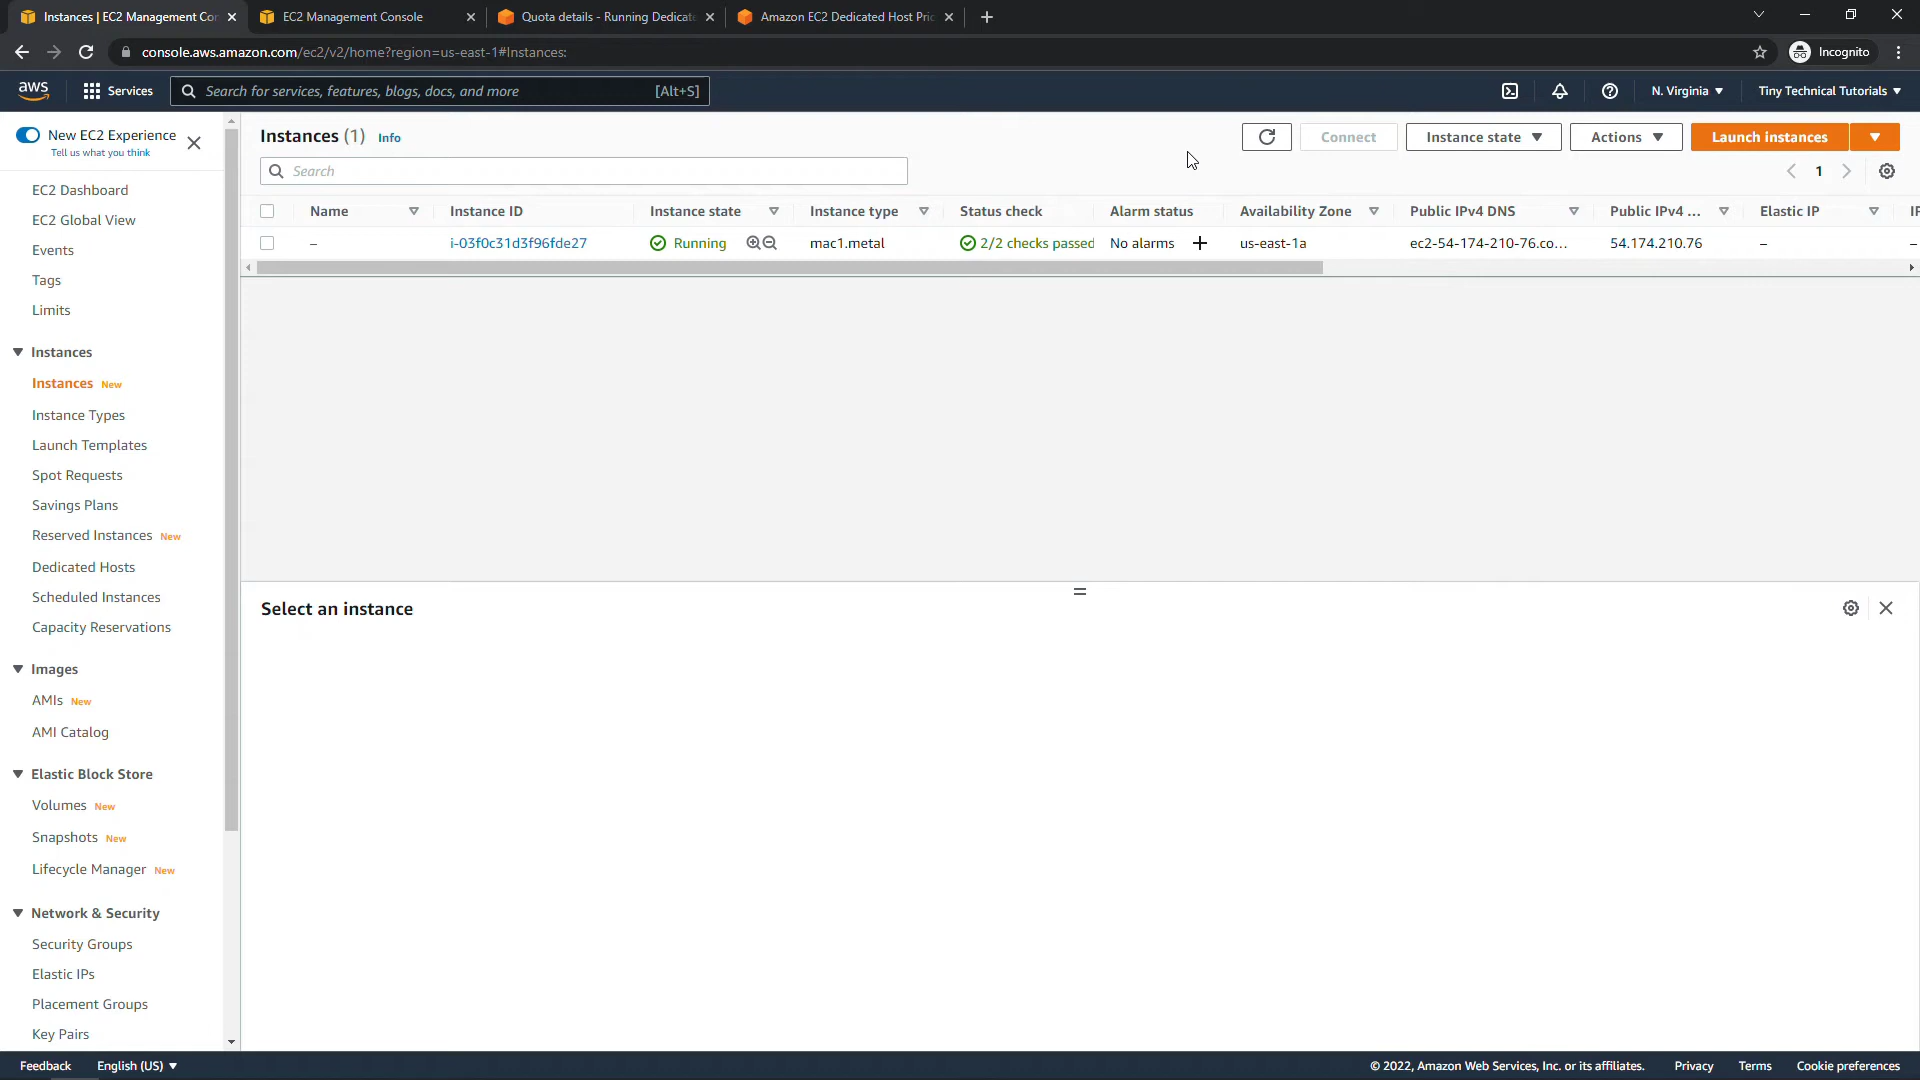 Instances | EC2 Management Con
EC2 Management Console
Quota details - Running Dedicate
Amazon EC2 Dedicated Host Pric
console.aws.amazon.com/ec2/v2/home?region=us-east-1#Instances:
Incognito
aws
Services
Search for services, features, blogs, docs, and more
[Alt+S]
N. Virginia
Tiny Technical Tutorials
New EC2 Experience
Tell us what you think
EC2 Dashboard
EC2 Global View
Events
Tags
Limits
Instances
Instances New
Instance Types
Launch Templates
Spot Requests
Savings Plans
Reserved Instances New
Dedicated Hosts
Scheduled Instances
Capacity Reservations
Images
AMIs New
AMI Catalog
Elastic Block Store
Volumes New
Snapshots New
Lifecycle Manager New
Network & Security
Security Groups
Elastic IPs
Placement Groups
Key Pairs
Instances (1) Info
Connect
Instance state
Actions
Launch instances
Search
1
Name Instance ID Instance state Instance type Status check Alarm status Availability Zone Public IPv4 DNS Public IPv4 ... Elastic IP IP
– i-03f0c31d3f96fde27 Running mac1.metal 2/2 checks passed No alarms + us-east-1a ec2-54-174-210-76.co... 54.174.210.76 – –
Select an instance
Feedback English (US) © 2022, Amazon Web Services, Inc. or its affiliates. Privacy Terms Cookie preferences